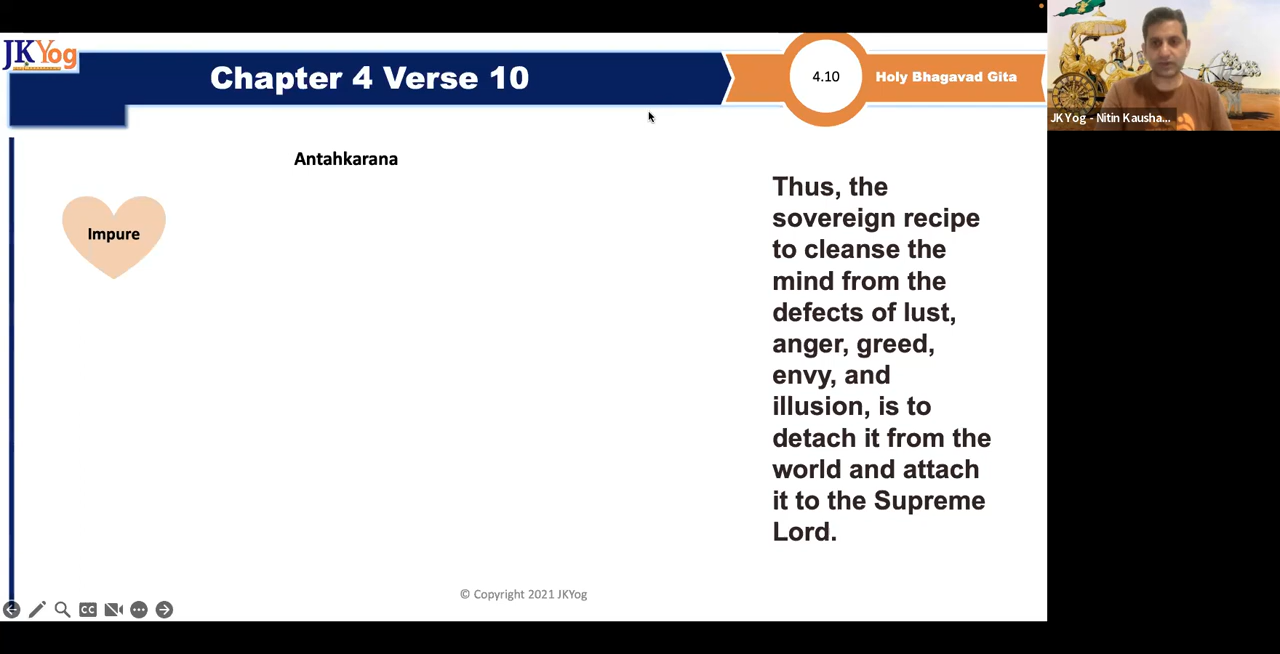 JKYog
Chapter 4 Verse 10
4.10
Holy Bhagavad Gita
JKYog - Nitin Kausha...
Antahkarana
Impure
Thus, the
sovereign recipe
to cleanse the
mind from the
defects of lust,
anger, greed,
envy, and
illusion, is to
detach it from the
world and attach
it to the Supreme
Lord.
© Copyright 2021 JKYog
CC